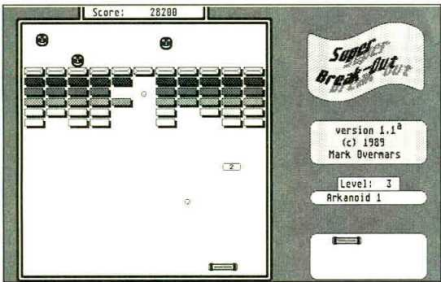 Score: 28200
Super
Break-Out
version 1.1a
(c) 1989
Mark Overmars
Level: 3
Arkanoid 1
2